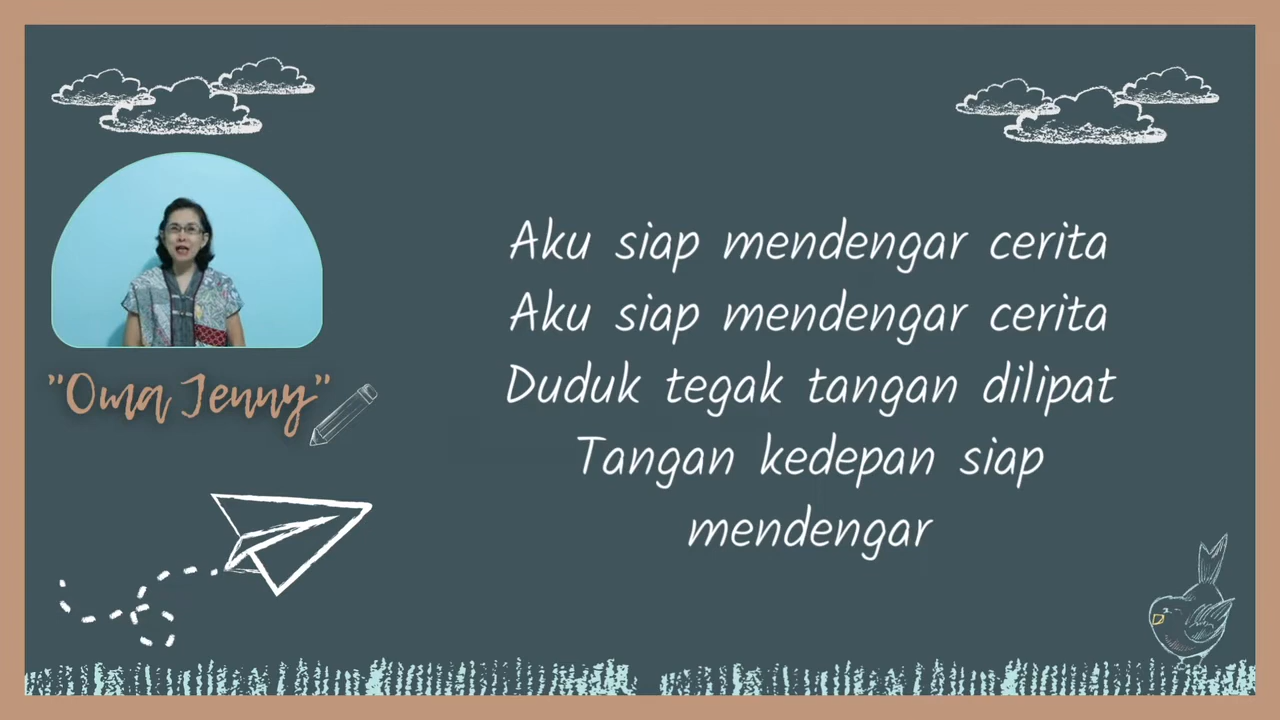 "Oma Jenny"
Aku siap mendengar cerita
Aku siap mendengar cerita
Duduk tegak tangan dilipat
Tangan kedepan siap
mendengar